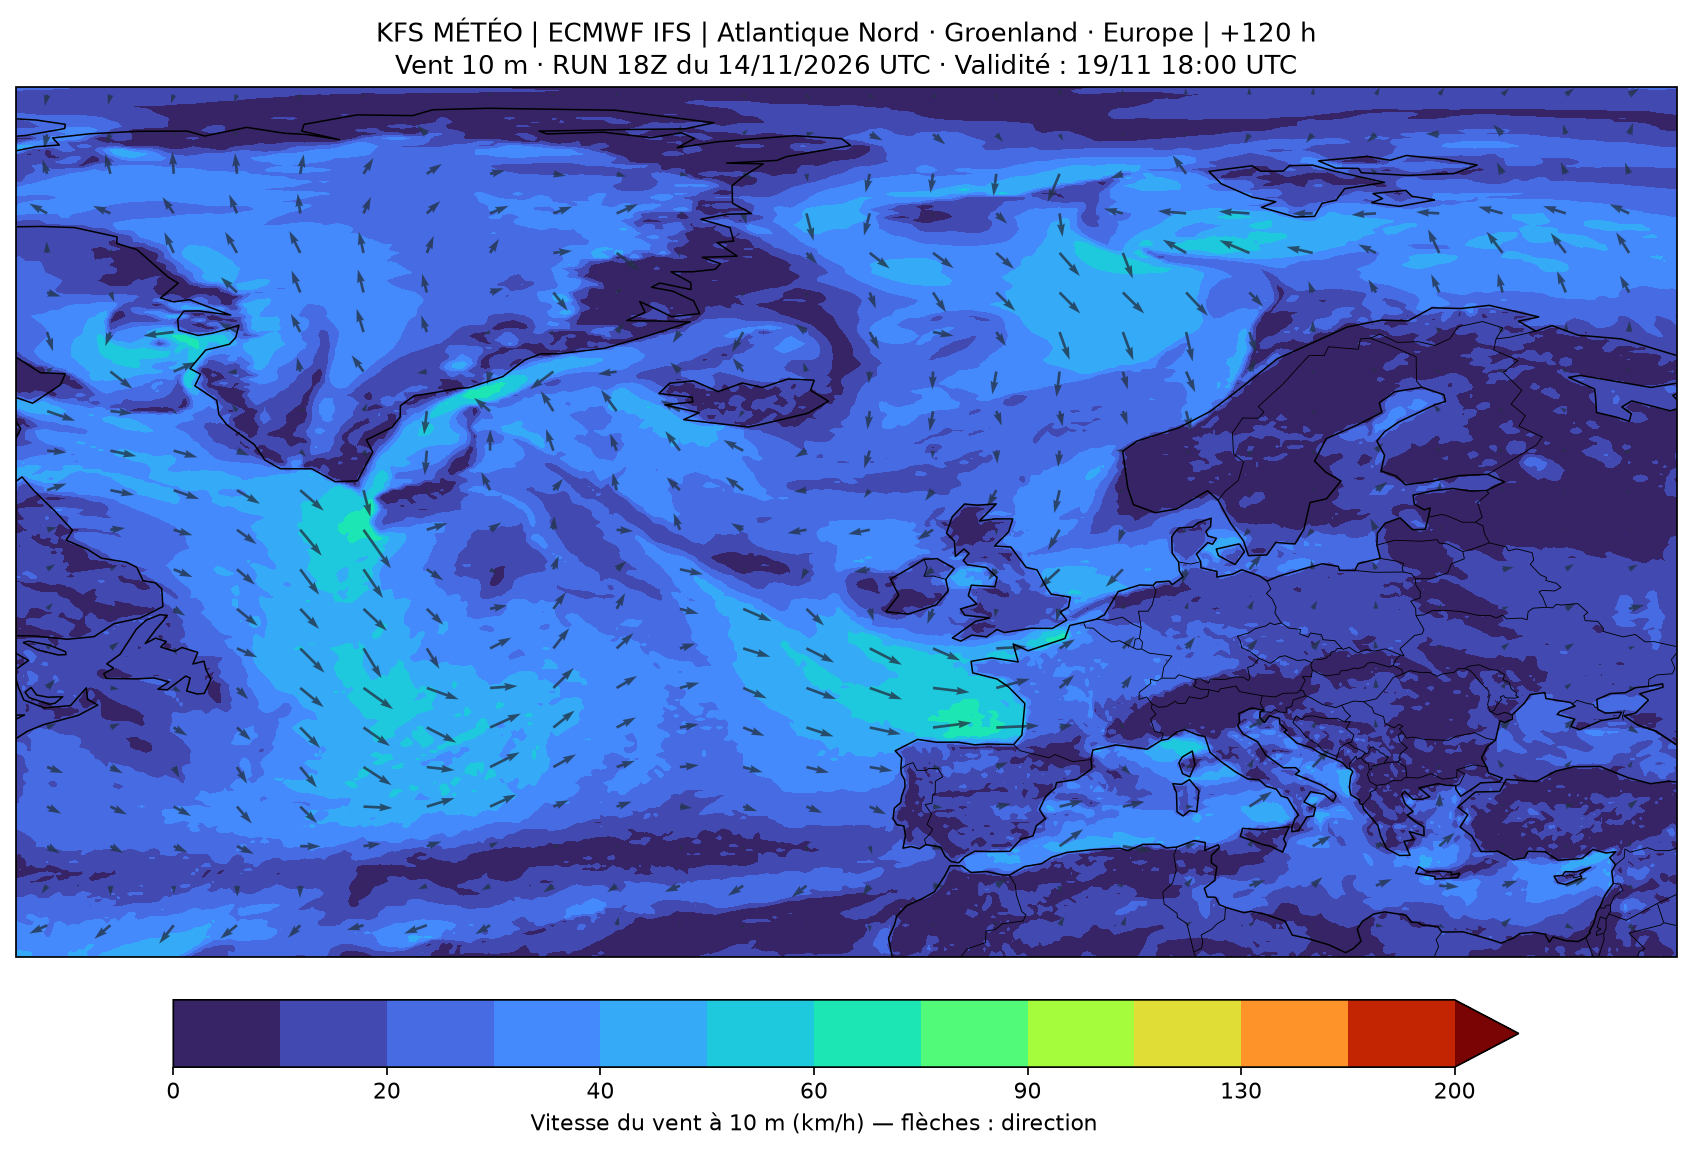 KFS MÉTÉO | ECMWF IFS | Atlantique Nord · Groenland · Europe | +120 h
Vent 10 m · RUN 18Z du 14/11/2026 UTC · Validité : 19/11 18:00 UTC
0 20 40 60 90 130 200
Vitesse du vent à 10 m (km/h) — flèches : direction